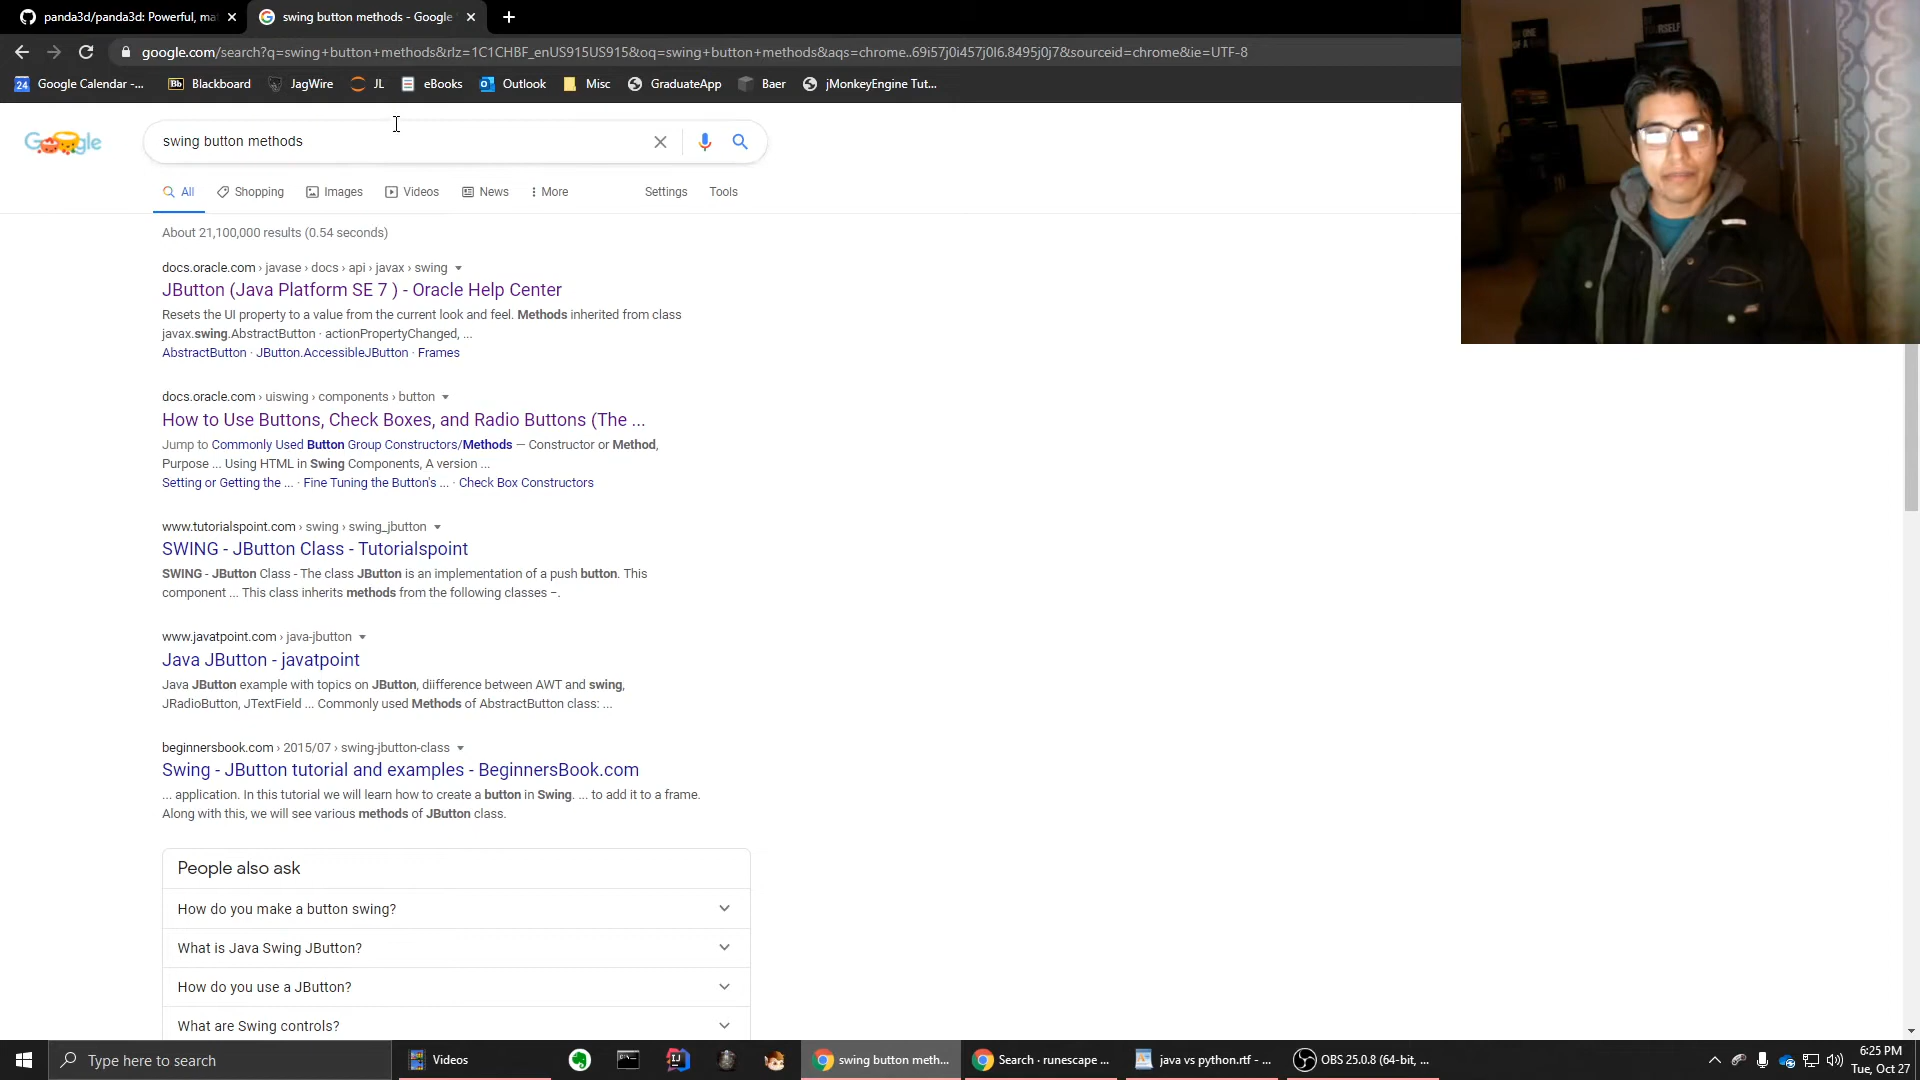 panda3d/panda3d: Powerful, ma
swing button methods - Google
google.com/search?q=swing+button+methods&rlz=1C1CHBF_enUS915US915&oq=swing+button+methods&aqs=chrome..69i57j0i457j0l6.8495j0j7&sourceid=chrome&ie=UTF-8
24 Google Calendar -...
Bb Blackboard
JagWire
JL
eBooks
Outlook
Misc
GraduateApp
Baer
jMonkeyEngine Tut...
Google
swing button methods
All
Shopping
Images
Videos
News
More
Settings
Tools
About 21,100,000 results (0.54 seconds)
docs.oracle.com › javase › docs › api › javax › swing
JButton (Java Platform SE 7 ) - Oracle Help Center
Resets the UI property to a value from the current look and feel. Methods inherited from class
javax.swing.AbstractButton · actionPropertyChanged, ...
AbstractButton · JButton.AccessibleJButton · Frames
docs.oracle.com › uiswing › components › button
How to Use Buttons, Check Boxes, and Radio Buttons (The ...
Jump to Commonly Used Button Group Constructors/Methods — Constructor or Method,
Purpose ... Using HTML in Swing Components, A version ...
Setting or Getting the ... · Fine Tuning the Button's ... · Check Box Constructors
www.tutorialspoint.com › swing › swing_jbutton
SWING - JButton Class - Tutorialspoint
SWING - JButton Class - The class JButton is an implementation of a push button. This
component ... This class inherits methods from the following classes −.
www.javatpoint.com › java-jbutton
Java JButton - javatpoint
Java JButton example with topics on JButton, diifference between AWT and swing,
JRadioButton, JTextField ... Commonly used Methods of AbstractButton class: ...
beginnersbook.com › 2015/07 › swing-jbutton-class
Swing - JButton tutorial and examples - BeginnersBook.com
... application. In this tutorial we will learn how to create a button in Swing. ... to add it to a frame.
Along with this, we will see various methods of JButton class.
People also ask
How do you make a button swing?
What is Java Swing JButton?
How do you use a JButton?
What are Swing controls?
Type here to search
Videos
swing button meth...
Search · runescape ...
java vs python.rtf - ...
OBS 25.0.8 (64-bit, ...
6:25 PM
Tue, Oct 27